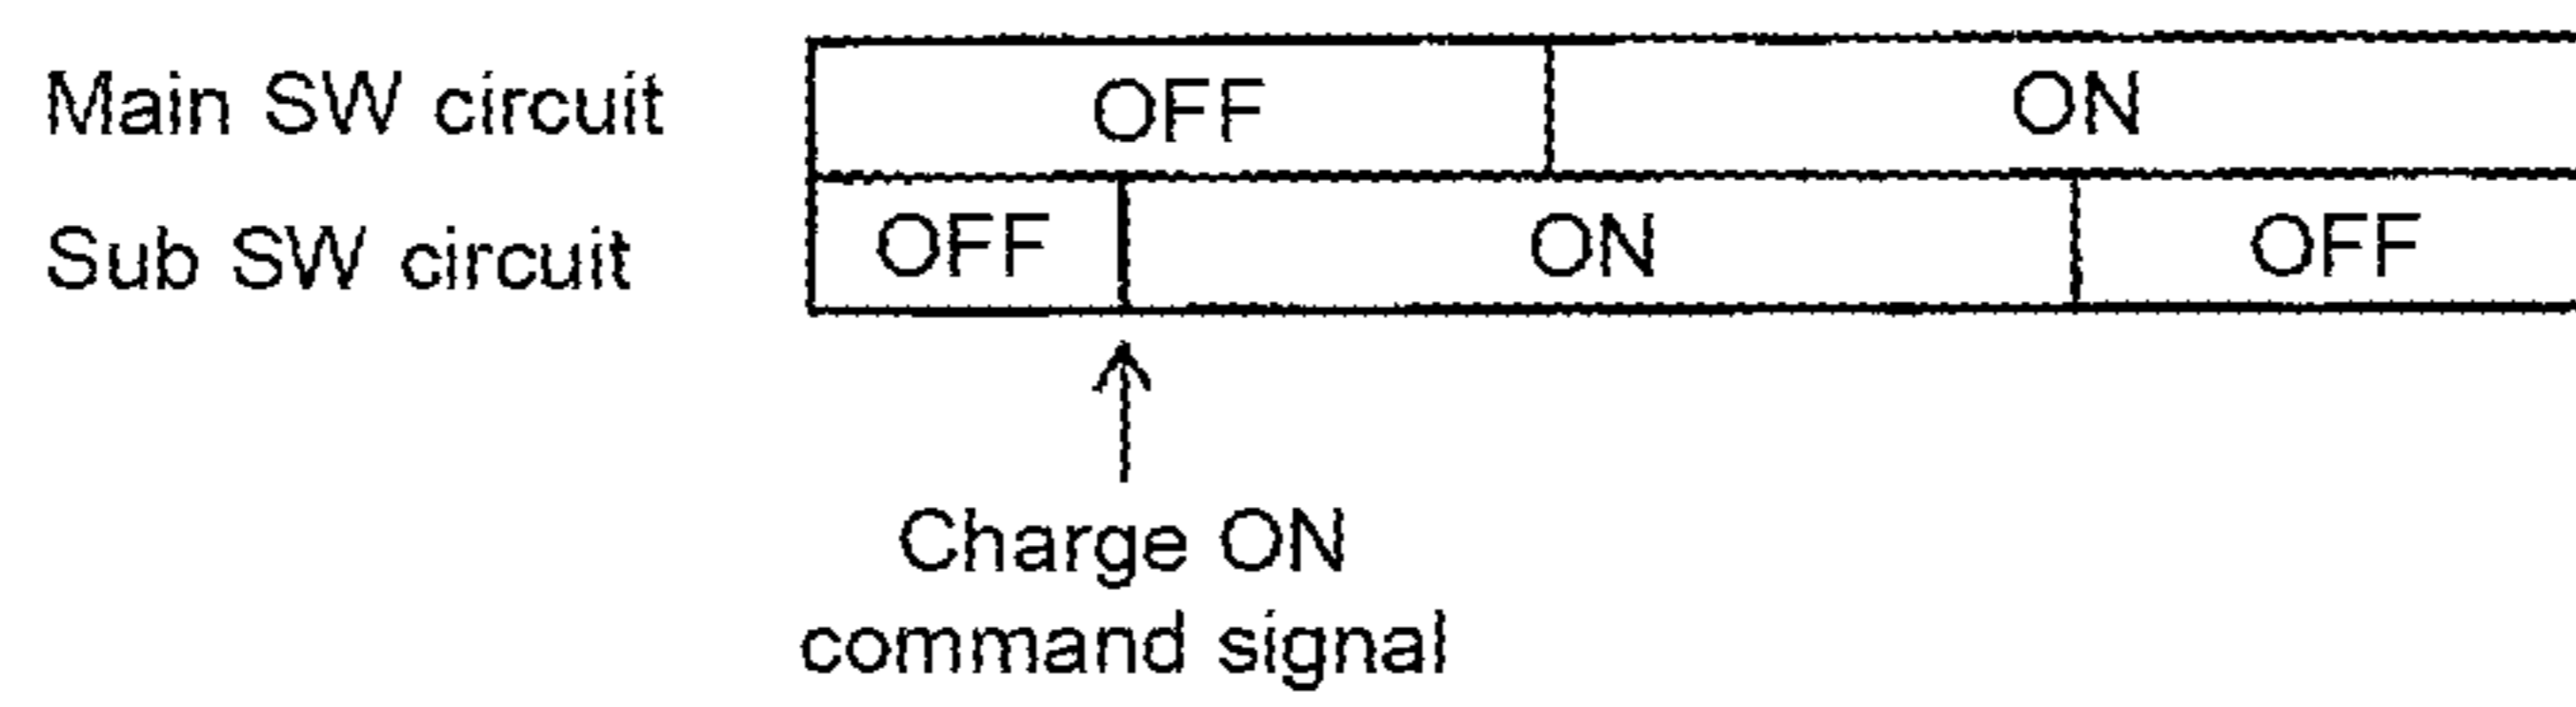 Main SW circuit OFF ON
Sub SW circuit OFF ON OFF
Charge ON
command signal